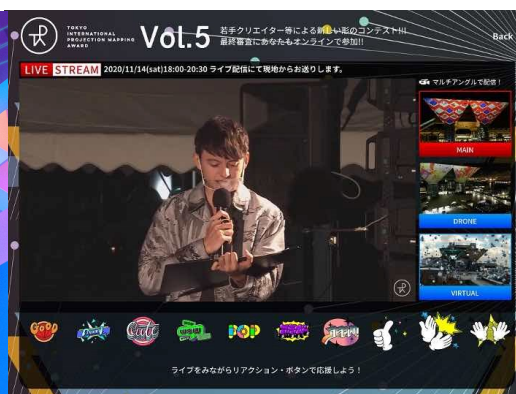 TOKYO
INTERNATIONAL
PROJECTION MAPPING
AWARD
Vol.5
若手クリエイター等による新しい形のコンテスト!!!
最終審査にあなたもオンラインで参加!!
Back
LIVE STREAM 2020/11/14(sat)18:00-20:30 ライブ配信にて現地からお送りします。
マルチアングルで配信！
MAIN
DRONE
VIRTUAL
GOOD
Cute
WOW
POP
ライブをみながらリアクション・ボタンで応援しよう！